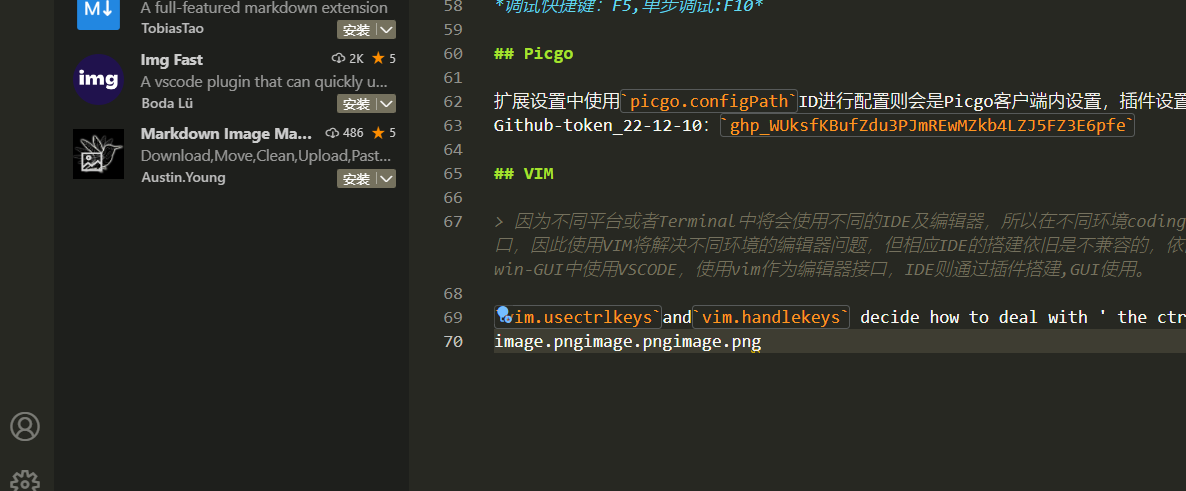 A full-featured markdown extension
TobiasTao
安装
Img Fast 2K 5
A vscode plugin that can quickly u...
Boda Lü
安装
Markdown Image Ma... 486 5
Download,Move,Clean,Upload,Past...
Austin.Young
安装
58 *调试快捷键：F5,单步调试:F10*
59
60 ## Picgo
61
62 扩展设置中使用`picgo.configPath`ID进行配置则会是Picgo客户端内设置，插件设置
63 Github-token_22-12-10：`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`
64
65 ## VIM
66
67 > 因为不同平台或者Terminal中将会使用不同的IDE及编辑器，所以在不同环境coding
口，因此使用VIM将解决不同环境的编辑器问题，但相应IDE的搭建依旧是不兼容的，依
win-GUI中使用VSCODE，使用vim作为编辑器接口，IDE则通过插件搭建,GUI使用。
68
69 im.usectrlkeys`and`vim.handlekeys` decide how to deal with ' the ctr
70 image.pngimage.pngimage.png